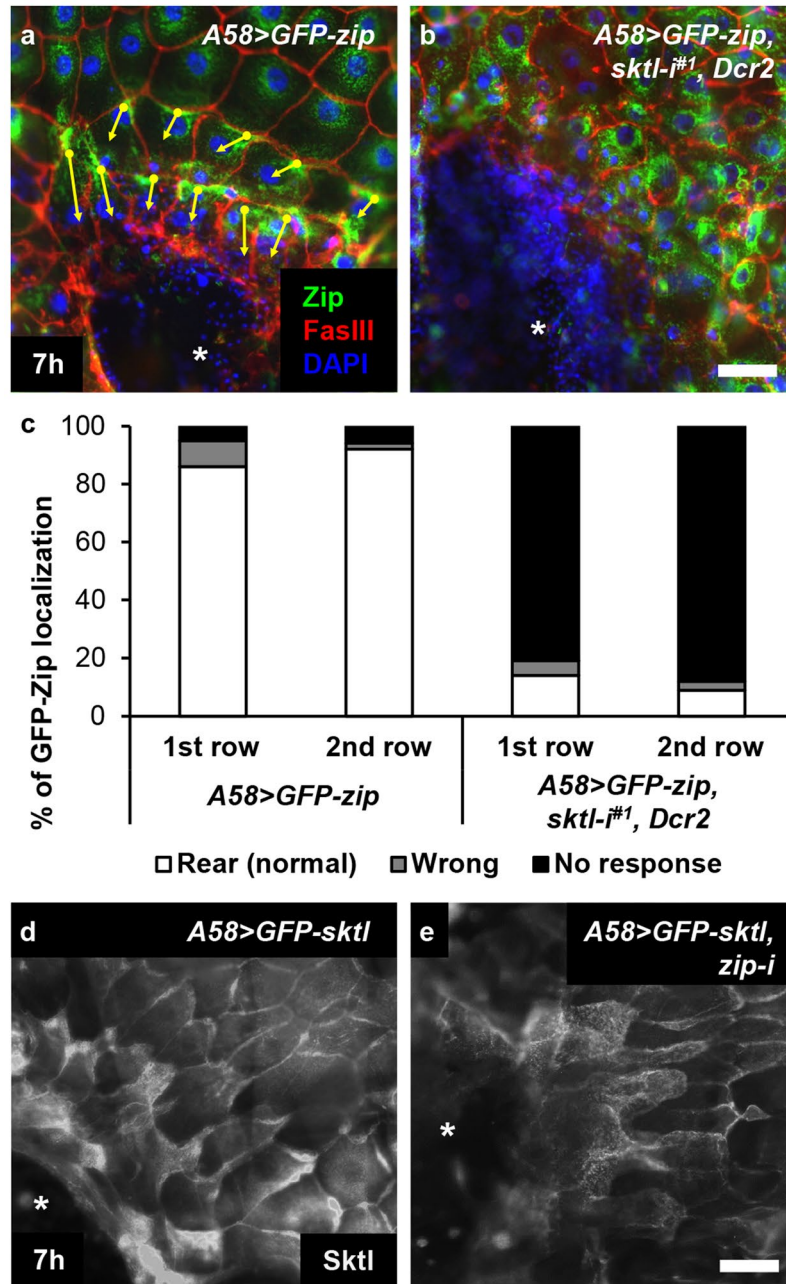 a
A58>GFP-zip
Zip
FasIII
DAPI
7h
*
b
A58>GFP-zip,
sktl-i#1, Dcr2
*
c
% of GFP-Zip localization
100
80
60
40
20
0
1st row
2nd row
1st row
2nd row
A58>GFP-zip
A58>GFP-zip,
sktl-i#1, Dcr2
Rear (normal)
Wrong
No response
d
A58>GFP-sktl
*
7h
Sktl
e
A58>GFP-sktl,
zip-i
*